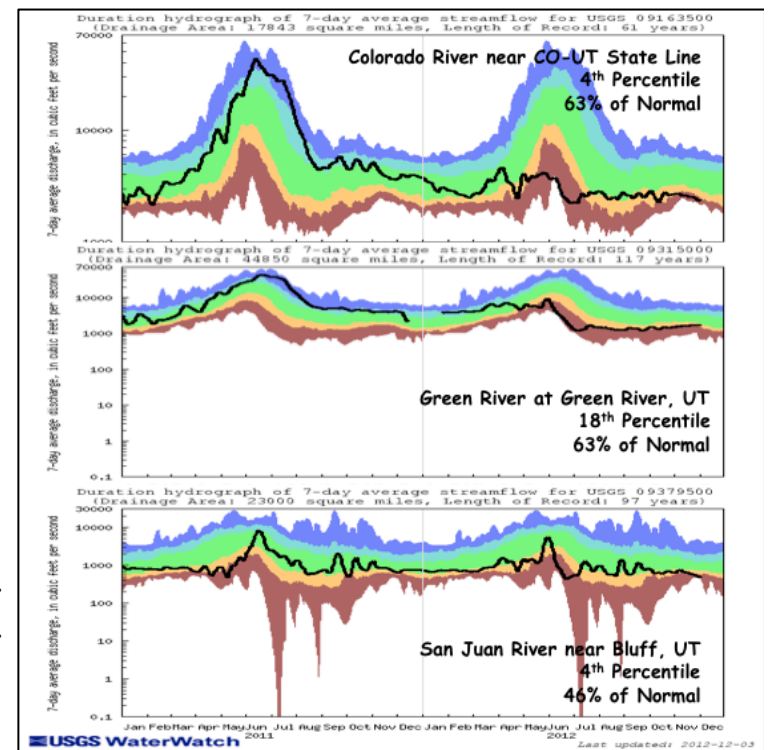 Duration hydrograph of 7-day average streamflow for USGS 09163500
(Drainage Area: 17843 square miles, Length of Record: 61 years)
70000
Colorado River near CO-UT State Line
4th Percentile
63% of Normal
10000
1000
7-day average discharge, in cubic feet per second
Duration hydrograph of 7-day average streamflow for USGS 09315000
(Drainage Area: 44850 square miles, Length of Record: 117 years)
70000
10000
1000
100
10
1
0.1
7-day average discharge, in cubic feet per second
Green River at Green River, UT
18th Percentile
63% of Normal
Duration hydrograph of 7-day average streamflow for USGS 09379500
(Drainage Area: 23000 square miles, Length of Record: 97 years)
30000
10000
1000
100
10
1
0.1
7-day average discharge, in cubic feet per second
San Juan River near Bluff, UT
4th Percentile
46% of Normal
Jan Feb Mar Apr May Jun Jul Aug Sep Oct Nov Dec Jan Feb Mar Apr May Jun Jul Aug Sep Oct Nov Dec
2011 2012
USGS WaterWatch
Last updated: 2012-12-03